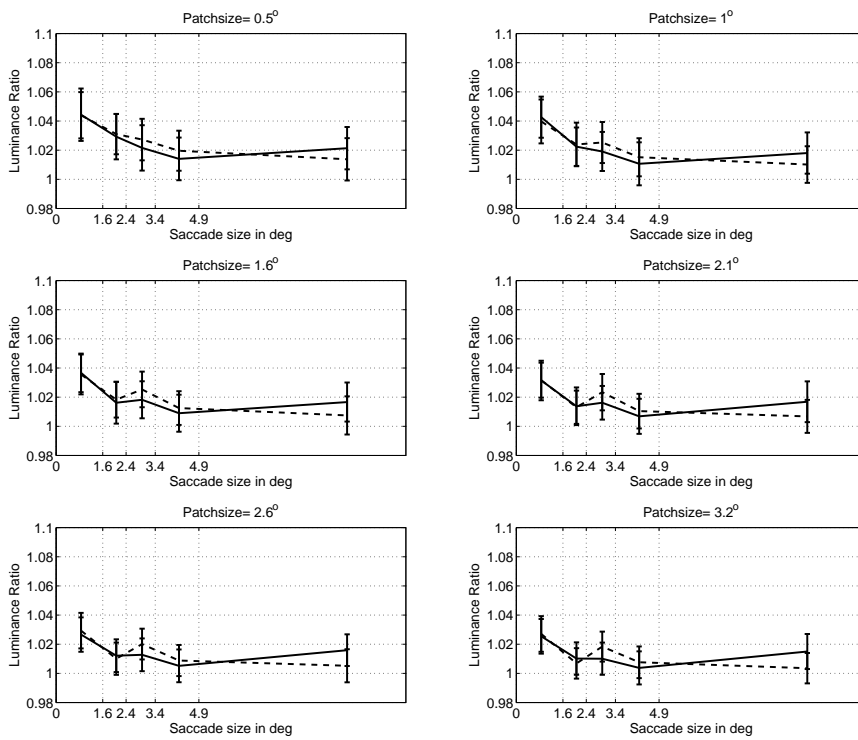 Patchsize= 0.5°
Luminance Ratio
1.1
1.08
1.06
1.04
1.02
1
0.98
0 1.6 2.4 3.4 4.9
Saccade size in deg
Patchsize= 1°
Luminance Ratio
1.1
1.08
1.06
1.04
1.02
1
0.98
0 1.6 2.4 3.4 4.9
Saccade size in deg
Patchsize= 1.6°
Luminance Ratio
1.1
1.08
1.06
1.04
1.02
1
0.98
0 1.6 2.4 3.4 4.9
Saccade size in deg
Patchsize= 2.1°
Luminance Ratio
1.1
1.08
1.06
1.04
1.02
1
0.98
0 1.6 2.4 3.4 4.9
Saccade size in deg
Patchsize= 2.6°
Luminance Ratio
1.1
1.08
1.06
1.04
1.02
1
0.98
0 1.6 2.4 3.4 4.9
Saccade size in deg
Patchsize= 3.2°
Luminance Ratio
1.1
1.08
1.06
1.04
1.02
1
0.98
0 1.6 2.4 3.4 4.9
Saccade size in deg